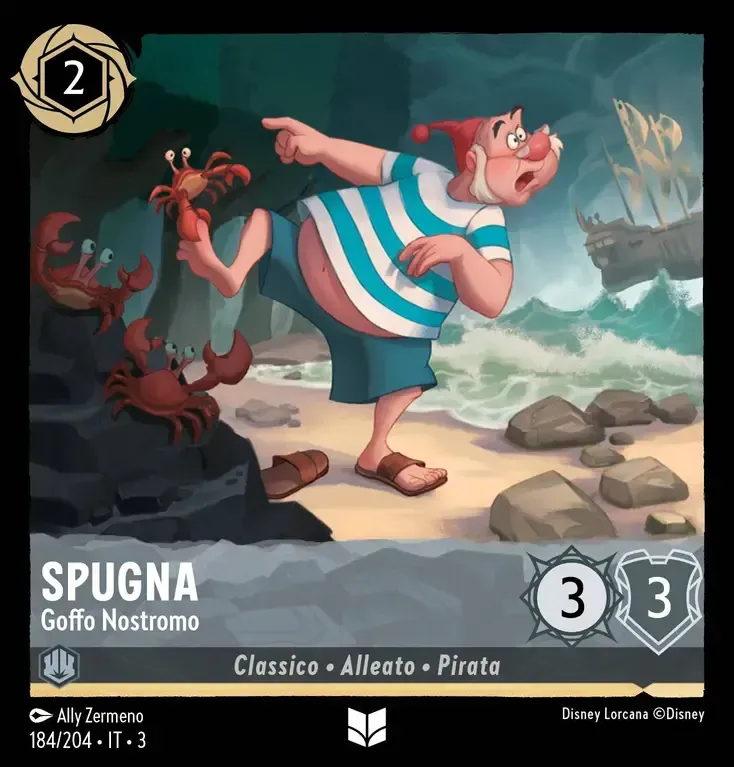 2
SPUGNA
Goffo Nostromo
3
3
Classico • Alleato • Pirata
Ally Zermeno
Disney Lorcana ©Disney
184/204 • IT • 3